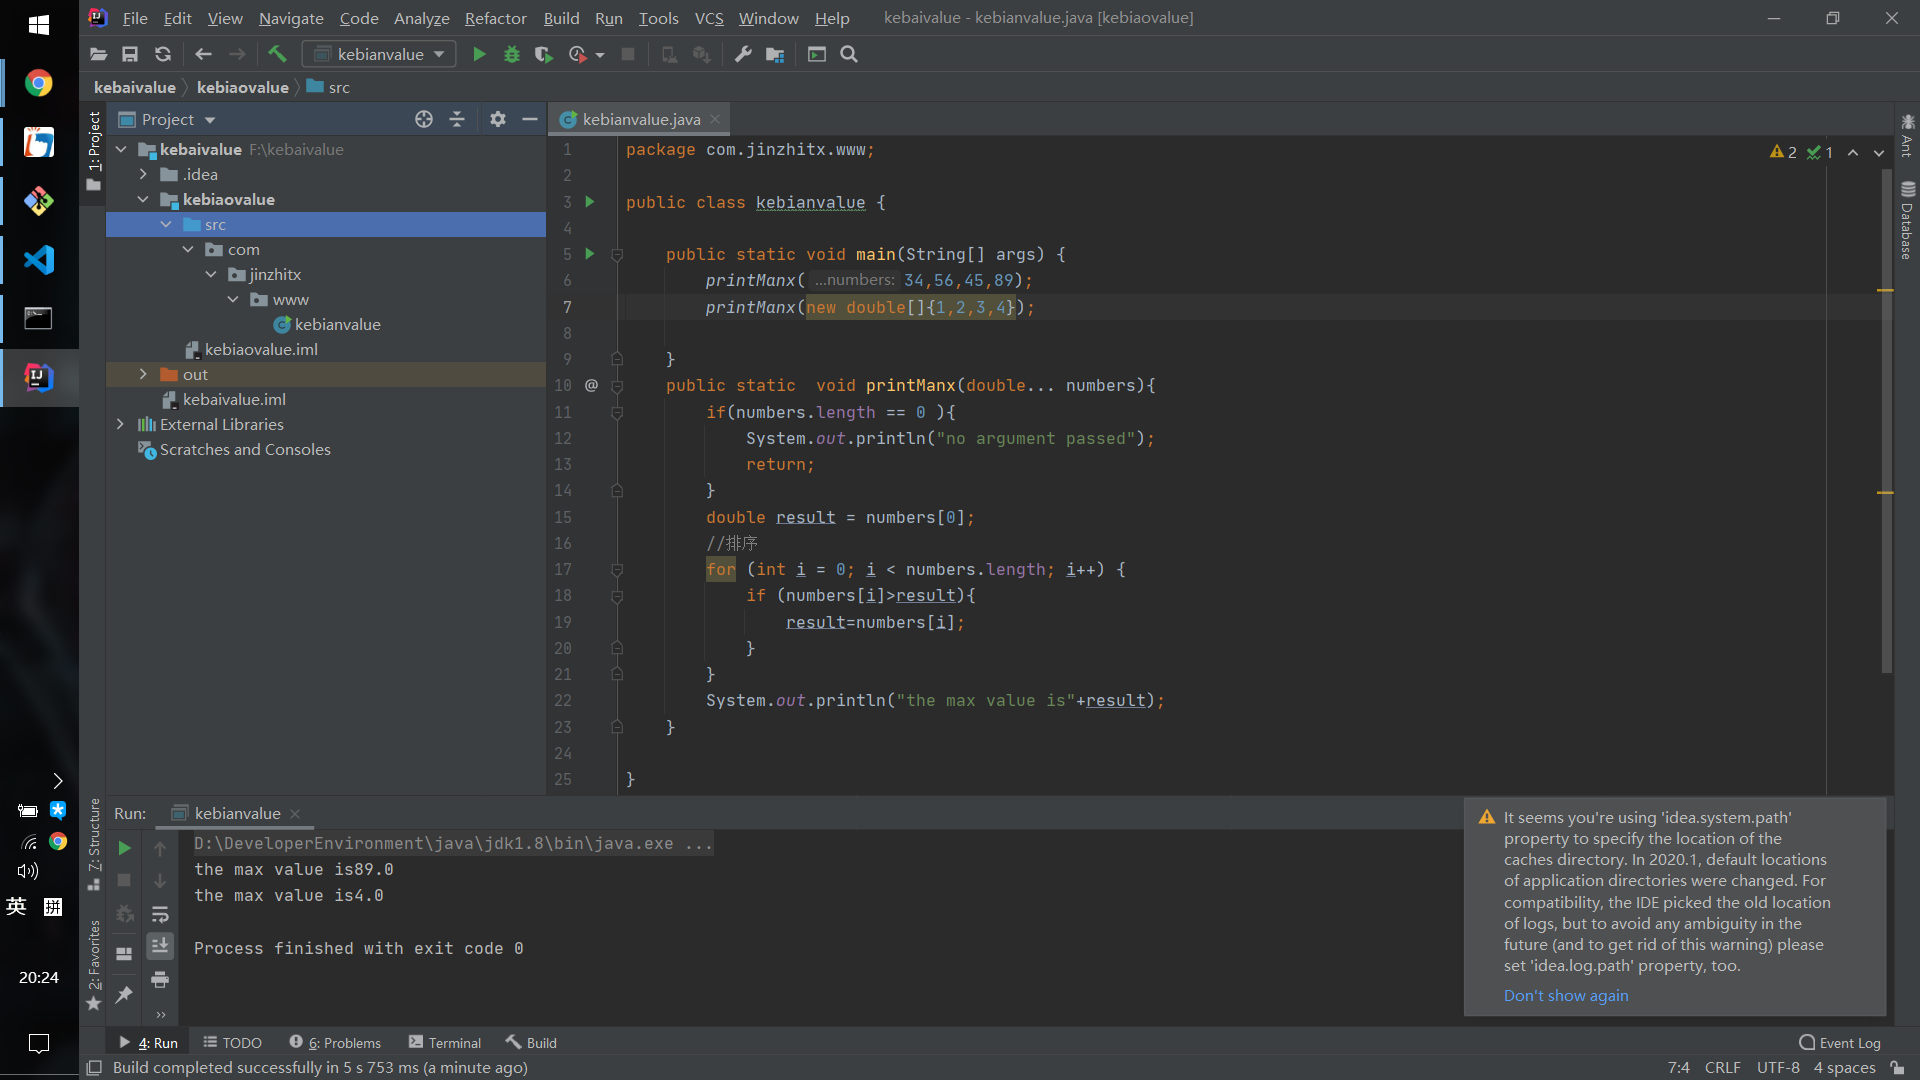 File Edit View Navigate Code Analyze Refactor Build Run Tools VCS Window Help kebaivalue - kebianvalue.java [kebiaovalue]
kebianvalue
kebaivalue kebiaovalue src
1: Project
Project
kebaivalue F:\kebaivalue
.idea
kebiaovalue
src
com
jinzhitx
www
kebianvalue
kebiaovalue.iml
out
kebaivalue.iml
External Libraries
Scratches and Consoles
kebianvalue.java
2 1
1 package com.jinzhitx.www;
2
3 public class kebianvalue {
4
5 public static void main(String[] args) {
6 printManx( ...numbers: 34,56,45,89);
7 printManx(new double[]{1,2,3,4});
8
9 }
10 @ public static  void printManx(double... numbers){
11 if(numbers.length == 0 ){
12 System.out.println("no argument passed");
13 return;
14 }
15 double result = numbers[0];
16 //排序
17 for (int i = 0; i < numbers.length; i++) {
18 if (numbers[i]>result){
19 result=numbers[i];
20 }
21 }
22 System.out.println("the max value is"+result);
23 }
24
25 }
Ant
Database
Run: kebianvalue
D:\DeveloperEnvironment\java\jdk1.8\bin\java.exe ...
the max value is89.0
the max value is4.0
Process finished with exit code 0
7: Structure
2: Favorites
It seems you're using 'idea.system.path'
property to specify the location of the
caches directory. In 2020.1, default locations
of application directories were changed. For
compatibility, the IDE picked the old location
of logs, but to avoid any ambiguity in the
future (and to get rid of this warning) please
set 'idea.log.path' property, too.
Don't show again
英 拼
20:24
4: Run TODO 6: Problems Terminal Build Event Log
Build completed successfully in 5 s 753 ms (a minute ago) 7:4 CRLF UTF-8 4 spaces